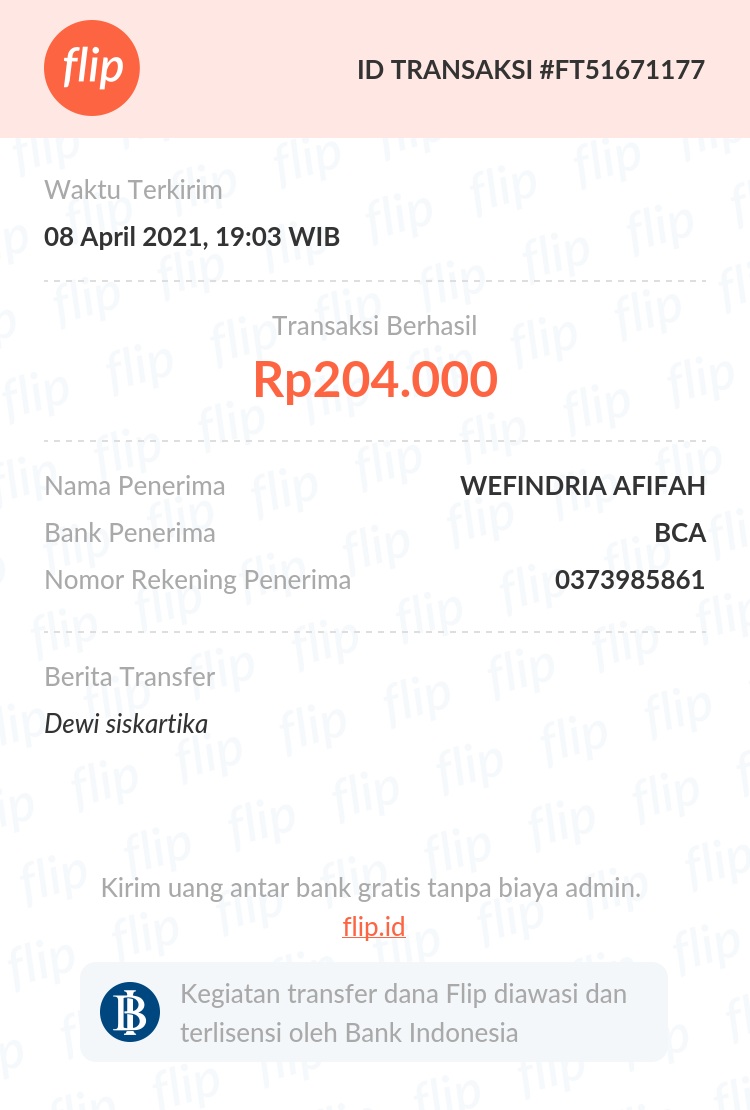 flip
ID TRANSAKSI #FT51671177
Waktu Terkirim
08 April 2021, 19:03 WIB
Transaksi Berhasil
Rp204.000
Nama Penerima WEFINDRIA AFIFAH
Bank Penerima BCA
Nomor Rekening Penerima 0373985861
Berita Transfer
Dewi siskartika
Kirim uang antar bank gratis tanpa biaya admin.
flip.id
Kegiatan transfer dana Flip diawasi dan
terlisensi oleh Bank Indonesia